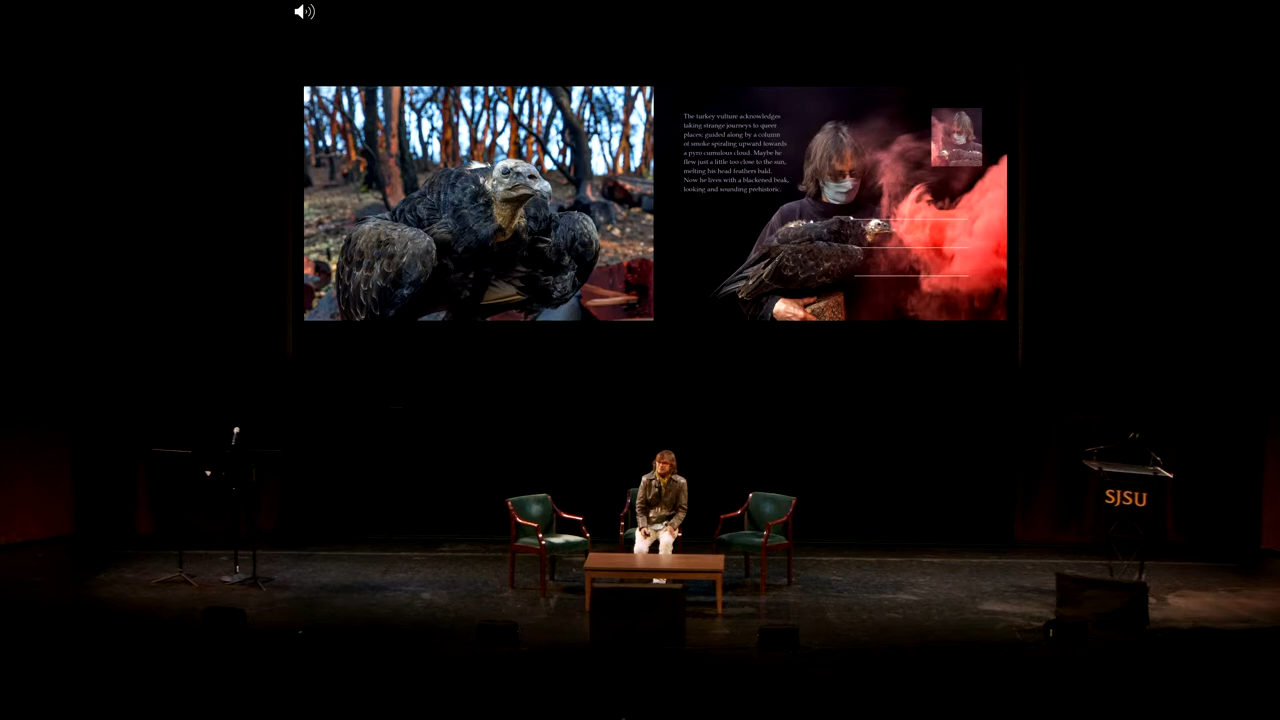 The turkey vulture acknowledges
taking strange journeys to queer
places, guided along by a column
of smoke spiraling upward towards
a pyro cumulous cloud. Maybe he
flew just a little too close to the sun,
melting his head feathers bald.
Now he lives with a blackened beak,
looking and sounding prehistoric.
SJSU